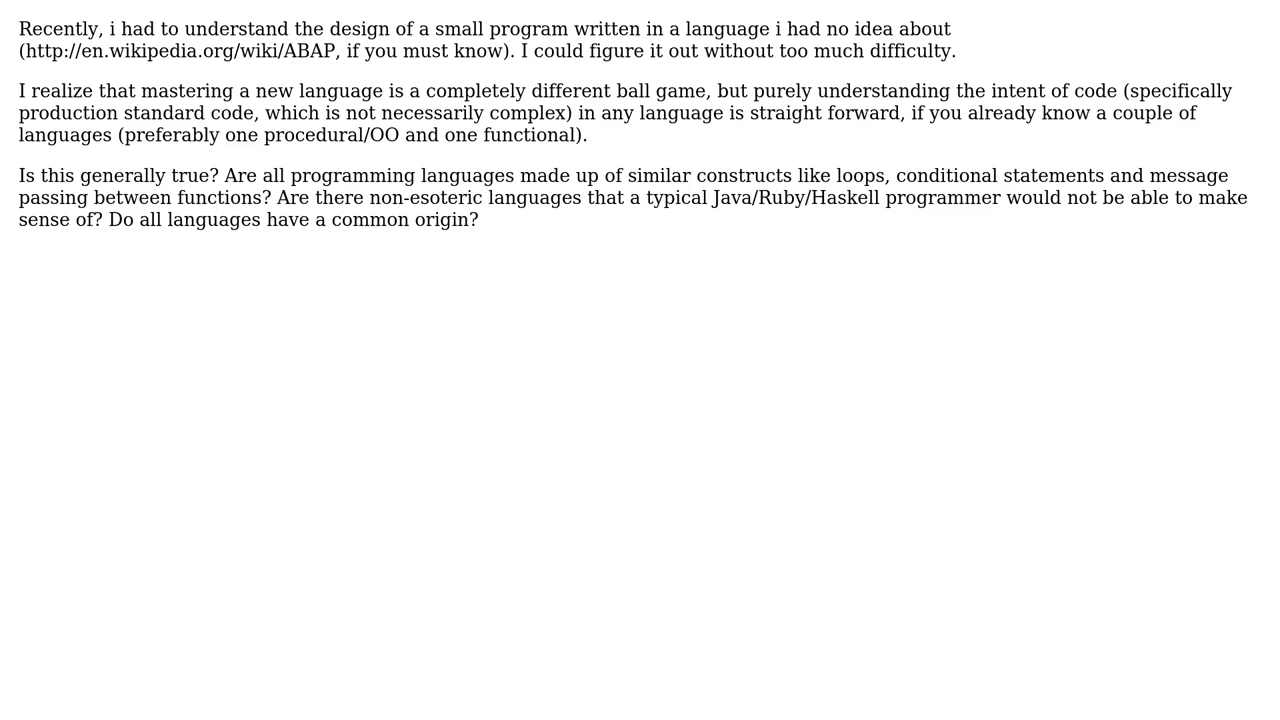 Recently, i had to understand the design of a small program written in a language i had no idea about
(http://en.wikipedia.org/wiki/ABAP, if you must know). I could figure it out without too much difficulty.
I realize that mastering a new language is a completely different ball game, but purely understanding the intent of code (specifically
production standard code, which is not necessarily complex) in any language is straight forward, if you already know a couple of
languages (preferably one procedural/OO and one functional).
Is this generally true? Are all programming languages made up of similar constructs like loops, conditional statements and message
passing between functions? Are there non-esoteric languages that a typical Java/Ruby/Haskell programmer would not be able to make
sense of? Do all languages have a common origin?